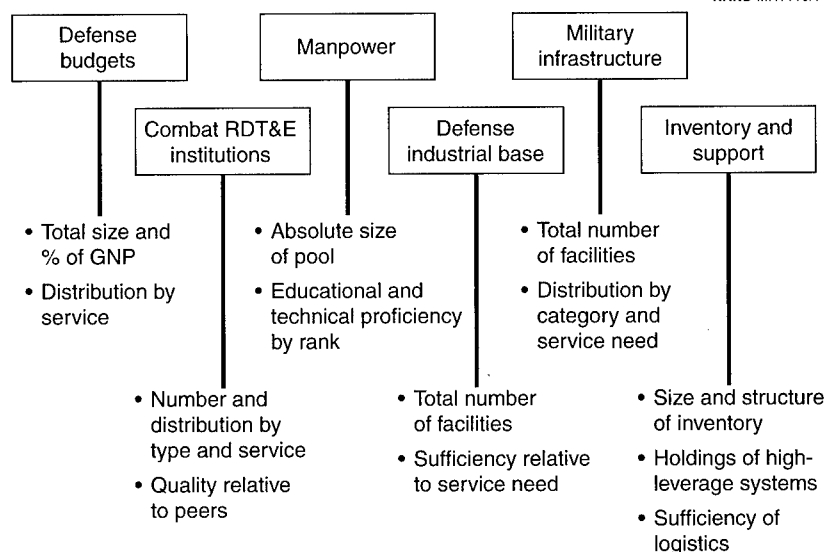 Defense
budgets
Manpower
Military
infrastructure
Combat RDT&E
institutions
Defense
industrial base
Inventory and
support
• Total size and
% of GNP
• Distribution by
service
• Absolute size
of pool
• Educational and
technical proficiency
by rank
• Total number
of facilities
• Distribution by
category and
service need
• Number and
distribution by
type and service
• Quality relative
to peers
• Total number
of facilities
• Sufficiency relative
to service need
• Size and structure
of inventory
• Holdings of high-
leverage systems
• Sufficiency of
logistics